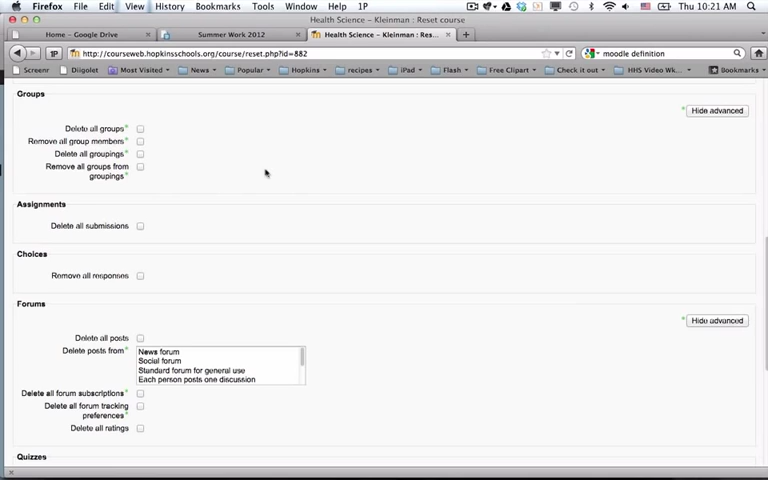 Firefox File Edit View History Bookmarks Tools Window Help 1P Thu 10:21 AM
Health Science – Kleinman : Reset course
Home – Google Drive Summer Work 2012 Health Science – Kleinman : Res...
1P http://courseweb.hopkinsschools.org/course/reset.php?id=882 moodle definition
Screenr Diigolet Most Visited News Popular Hopkins recipes iPad Flash Free Clipart Check it out HHS Video Wk... Bookmarks
Groups
* Hide advanced
Delete all groups*
Remove all group members*
Delete all groupings*
Remove all groups from
groupings*
Assignments
Delete all submissions
Choices
Remove all responses
Forums
* Hide advanced
Delete all posts
Delete posts from* News forum
Social forum
Standard forum for general use
Each person posts one discussion
Delete all forum subscriptions*
Delete all forum tracking
preferences*
Delete all ratings
Quizzes